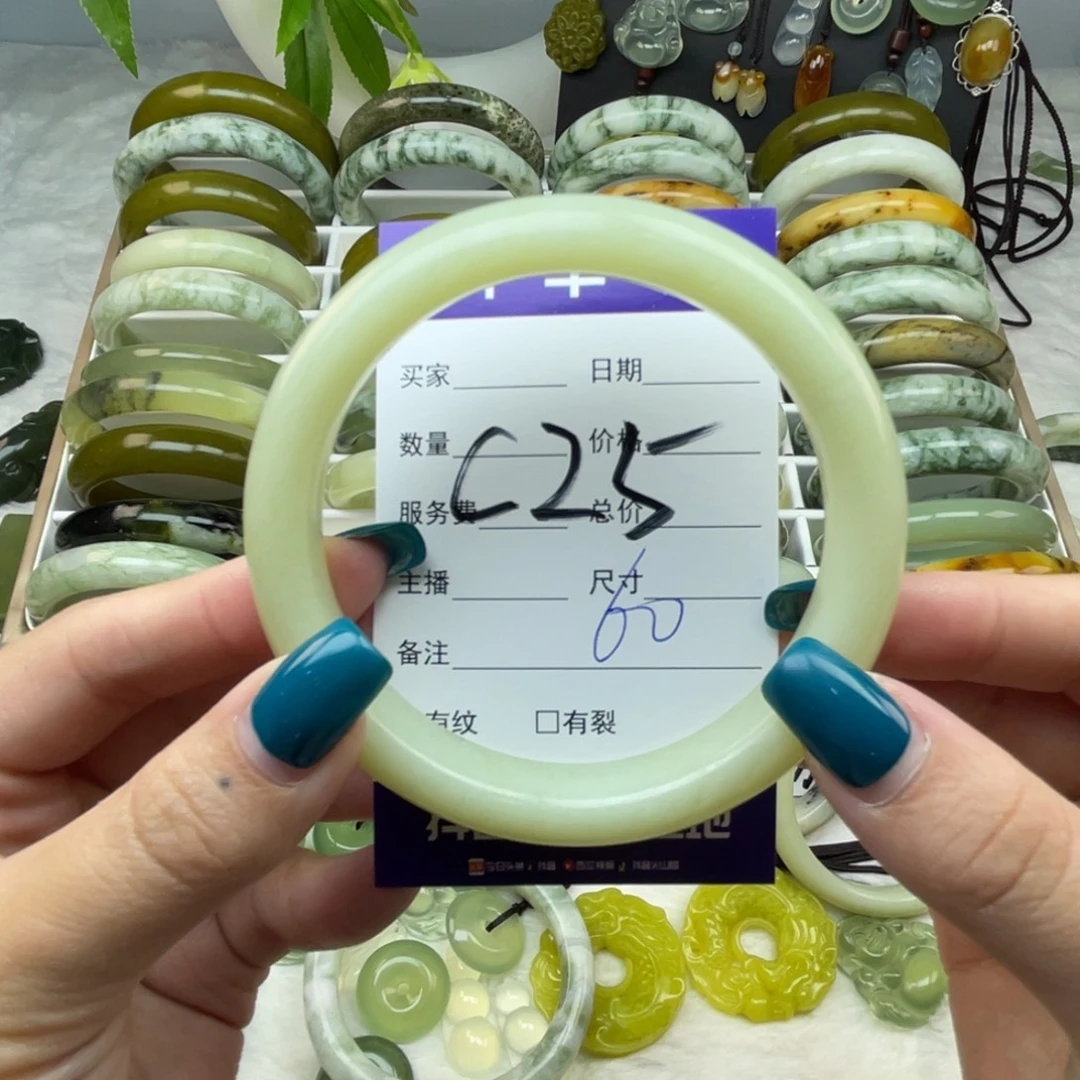 买家 日期
数量 价格
C25
服务费 总价
主播 尺寸
60
备注
有纹 □有裂